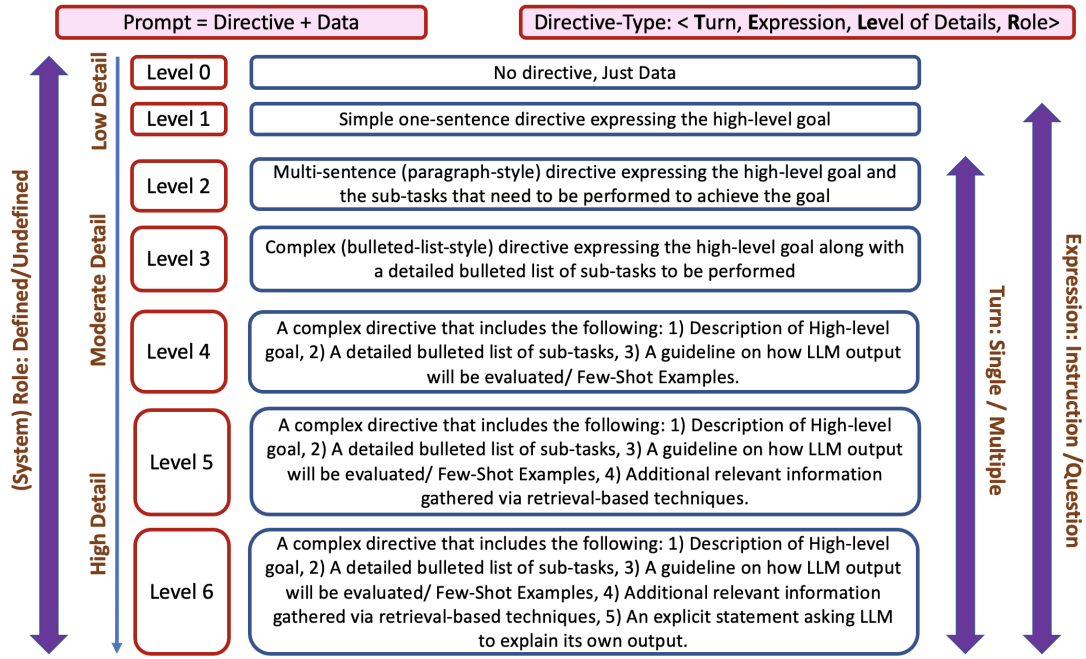 Prompt = Directive + Data
Directive-Type: < Turn, Expression, Level of Details, Role>
(System) Role: Defined/Undefined
Low Detail
Moderate Detail
High Detail
Level 0
No directive, Just Data
Level 1
Simple one-sentence directive expressing the high-level goal
Level 2
Multi-sentence (paragraph-style) directive expressing the high-level goal and
the sub-tasks that need to be performed to achieve the goal
Level 3
Complex (bulleted-list-style) directive expressing the high-level goal along with
a detailed bulleted list of sub-tasks to be performed
Level 4
A complex directive that includes the following: 1) Description of High-level
goal, 2) A detailed bulleted list of sub-tasks, 3) A guideline on how LLM output
will be evaluated/ Few-Shot Examples.
Level 5
A complex directive that includes the following: 1) Description of High-level
goal, 2) A detailed bulleted list of sub-tasks, 3) A guideline on how LLM output
will be evaluated/ Few-Shot Examples, 4) Additional relevant information
gathered via retrieval-based techniques.
Level 6
A complex directive that includes the following: 1) Description of High-level
goal, 2) A detailed bulleted list of sub-tasks, 3) A guideline on how LLM output
will be evaluated/ Few-Shot Examples, 4) Additional relevant information
gathered via retrieval-based techniques, 5) An explicit statement asking LLM
to explain its own output.
Turn: Single / Multiple
Expression: Instruction /Question